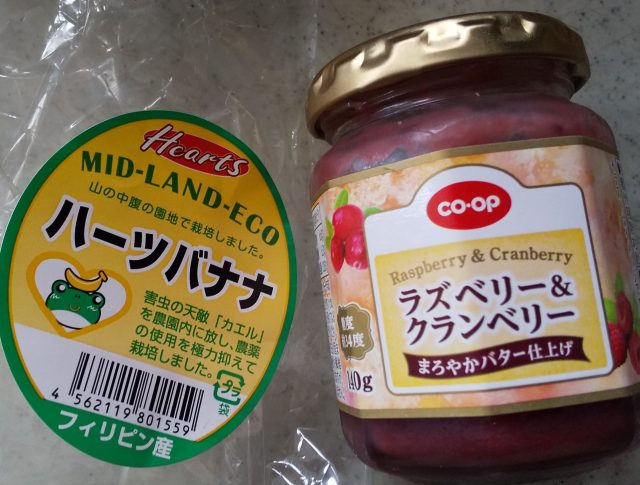 Hearts
MID-LAND-ECO
山の中腹の園地で栽培しました。
ハーツバナナ
害虫の天敵「カエル」
を農園内に放し、農薬
の使用を極力抑えて
栽培しました。
プラ
袋
4 562119 801559
フィリピン産
co-op
Raspberry & Cranberry
ラズベリー&
クランベリー
まろやかバター仕上げ
140g